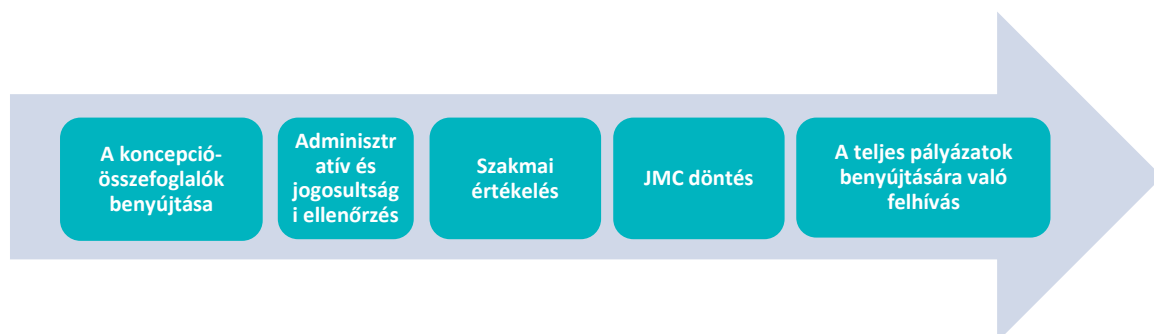 A koncepció-
összefoglalók
benyújtása
Adminisztr
atív és
jogosultság
i ellenőrzés
Szakmai
értékelés
JMC döntés
A teljes pályázatok
benyújtására való
felhívás